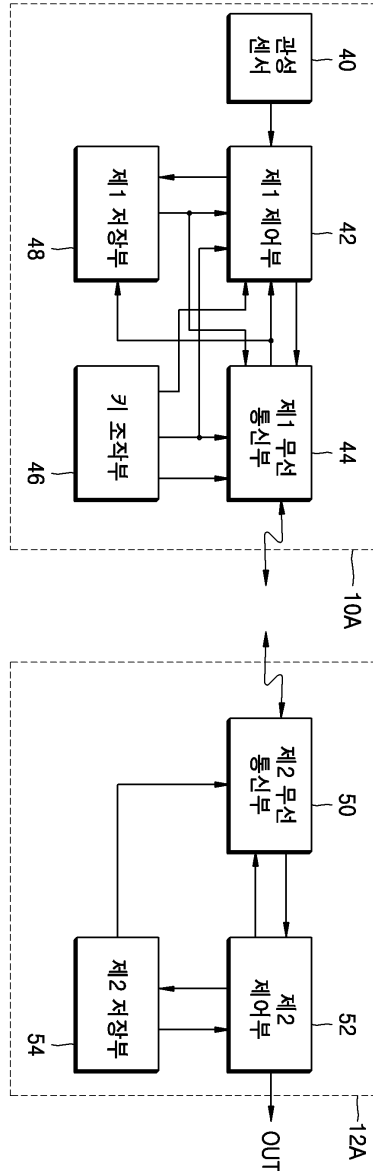 40
관성
센서
42
제1 제어부
44
제1 무선
통신부
48
제1 저장부
46
키 조작부
10A
50
제2 무선
통신부
52
제2
제어부
54
제2 저장부
OUT
12A